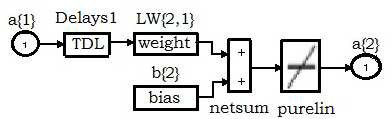 a{1}
Delays1
LW{2,1}
a{2}
1
TDL
weight
+
+
1
b{2}
bias
netsum
purelin